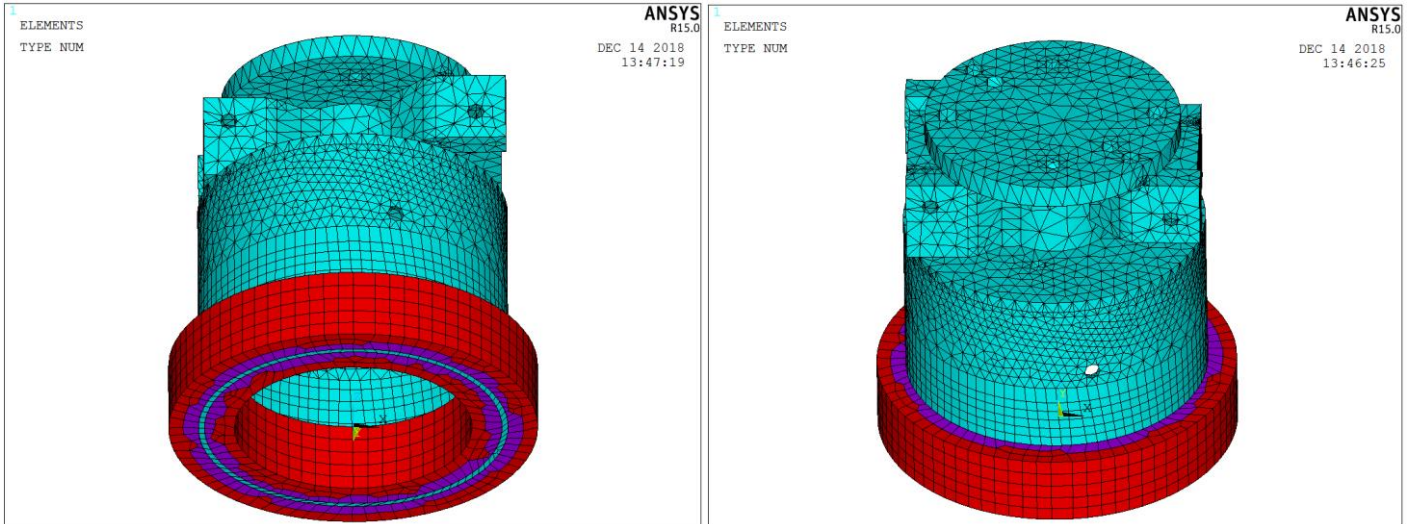 1
ELEMENTS
TYPE NUM
ANSYS
R15.0
DEC 14 2018
13:47:19
X
1
ELEMENTS
TYPE NUM
ANSYS
R15.0
DEC 14 2018
13:46:25
X